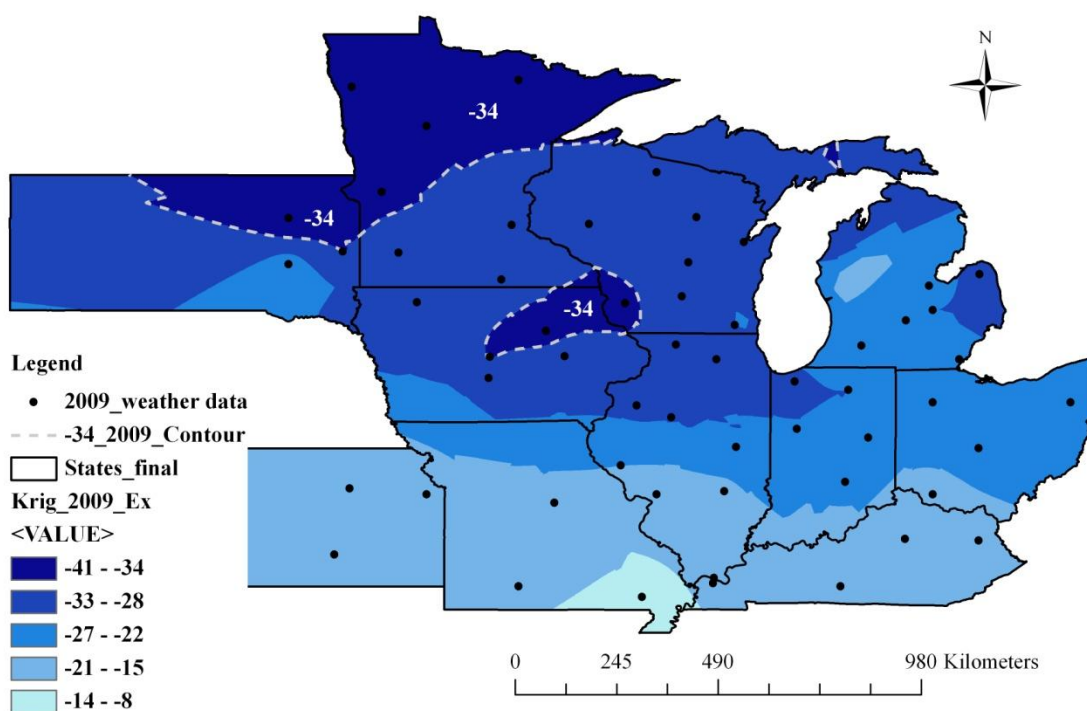 N
-34
-34
-34
Legend
2009_weather data
-34_2009_Contour
States_final
Krig_2009_Ex
<VALUE>
-41 - -34
-33 - -28
-27 - -22
-21 - -15
-14 - -8
0 245 490 980 Kilometers